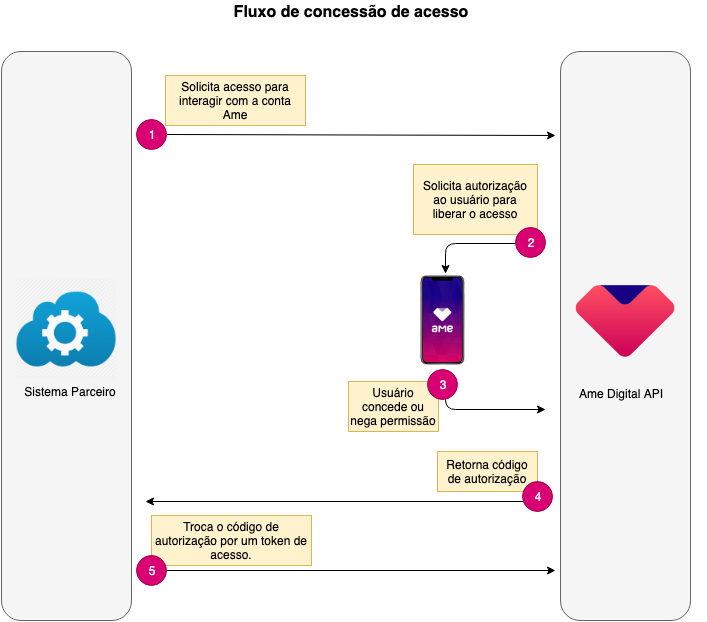 Fluxo de concessão de acesso
Solicita acesso para
interagir com a conta
Ame
1
Solicita autorização
ao usuário para
liberar o acesso
2
ame
Sistema Parceiro
Ame Digital API
3
Usuário
concede ou
nega permissão
Retorna código
de autorização
4
Troca o código de
autorização por um token de
acesso.
5